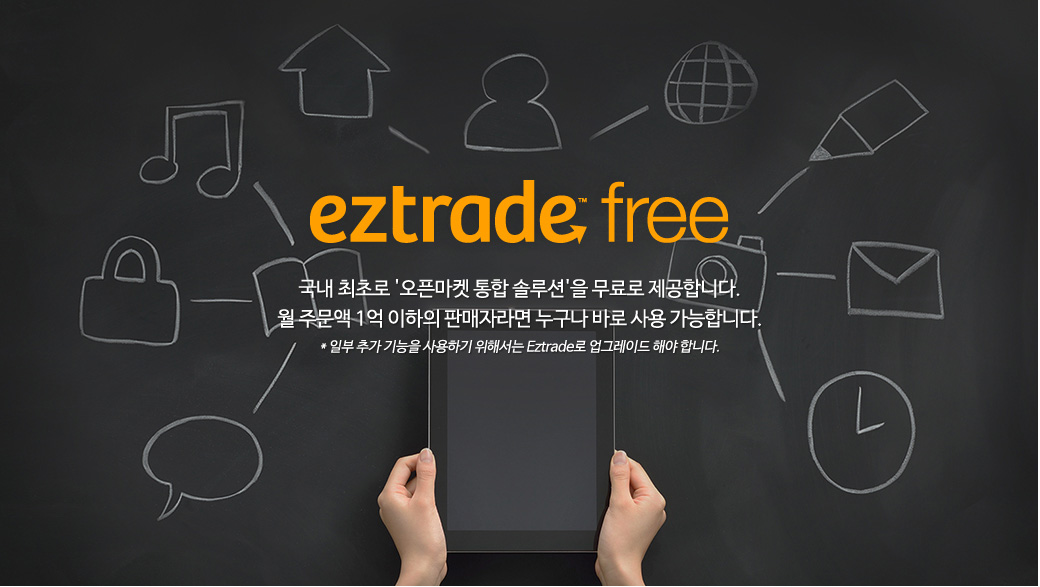 eztrade™ free
국내 최초로 '오픈마켓 통합 솔루션'을 무료로 제공합니다.
월 주문액 1억 이하의 판매자라면 누구나 바로 사용 가능합니다.
* 일부 추가 기능을 사용하기 위해서는 Eztrade로 업그레이드 해야 합니다.